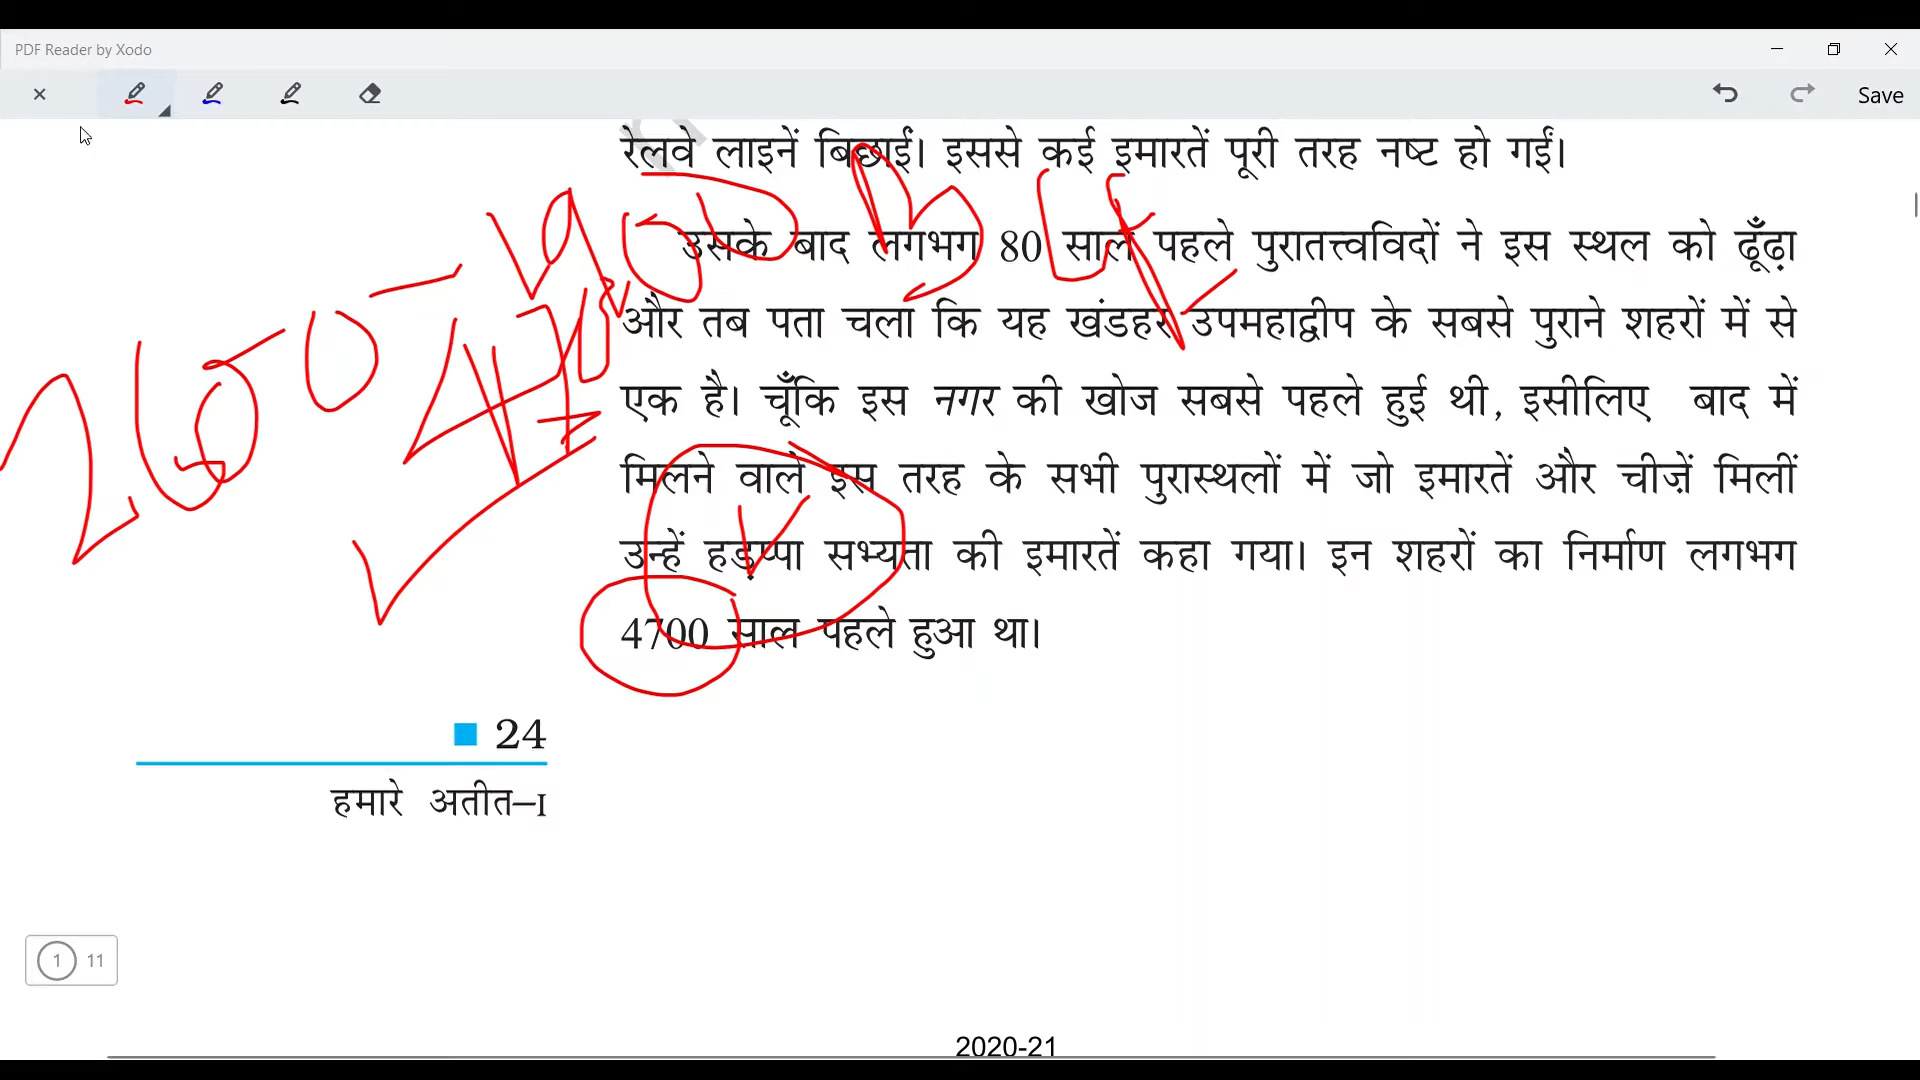 PDF Reader by Xodo
Save
रेलवे लाइनें बिछाईं। इससे कई इमारतें पूरी तरह नष्ट हो गईं।
उसके बाद लगभग 80 साल पहले पुरातत्त्वविदों ने इस स्थल को ढूँढ़ा
और तब पता चला कि यह खंडहर उपमहाद्वीप के सबसे पुराने शहरों में से
एक है। चूँकि इस नगर की खोज सबसे पहले हुई थी, इसीलिए बाद में
मिलने वाले इस तरह के सभी पुरास्थलों में जो इमारतें और चीज़ें मिलीं
उन्हें हड़प्पा सभ्यता की इमारतें कहा गया। इन शहरों का निर्माण लगभग
4700 साल पहले हुआ था।
2600 - 1900 BC
24
हमारे अतीत–I
1 11
2020-21